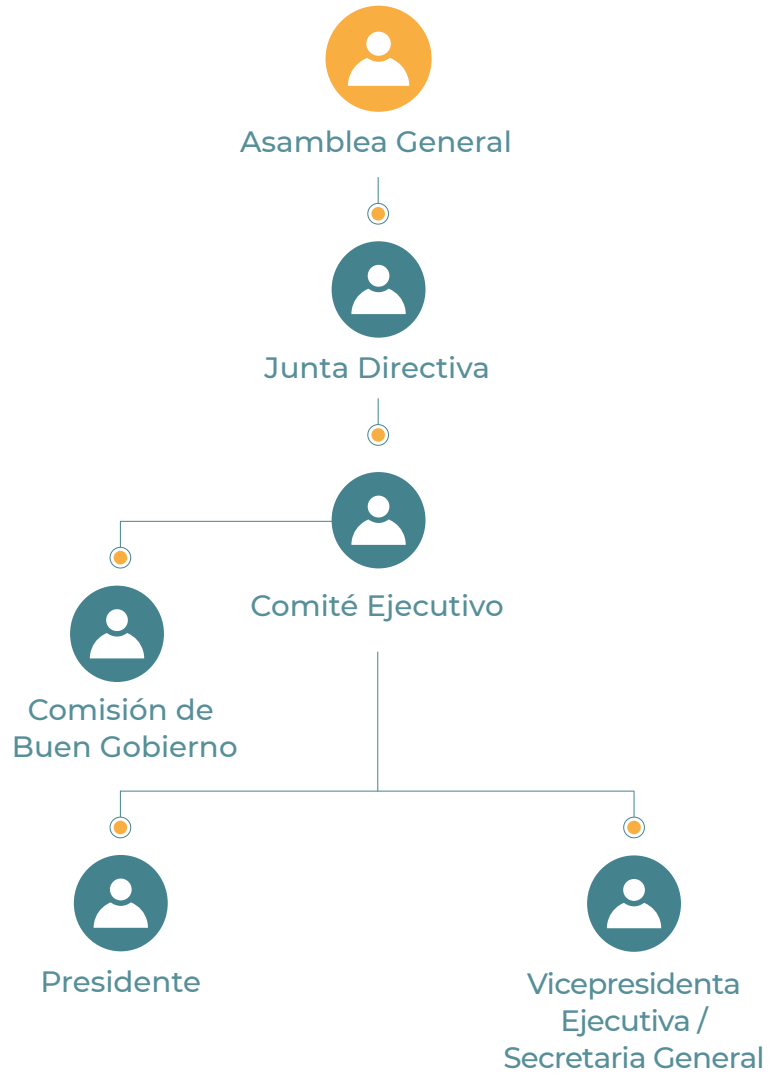 Asamblea General
Junta Directiva
Comité Ejecutivo
Comisión de
Buen Gobierno
Presidente
Vicepresidenta
Ejecutiva /
Secretaria General